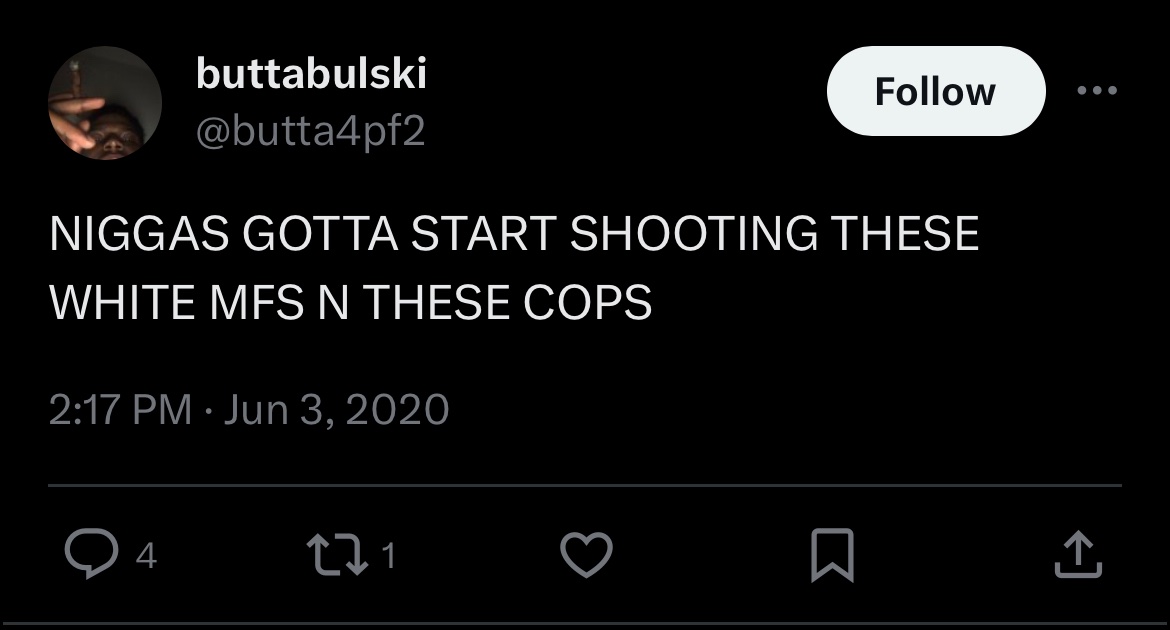 buttabulski
@butta4pf2
Follow
NIGGAS GOTTA START SHOOTING THESE
WHITE MFS N THESE COPS
2:17 PM · Jun 3, 2020
4
1